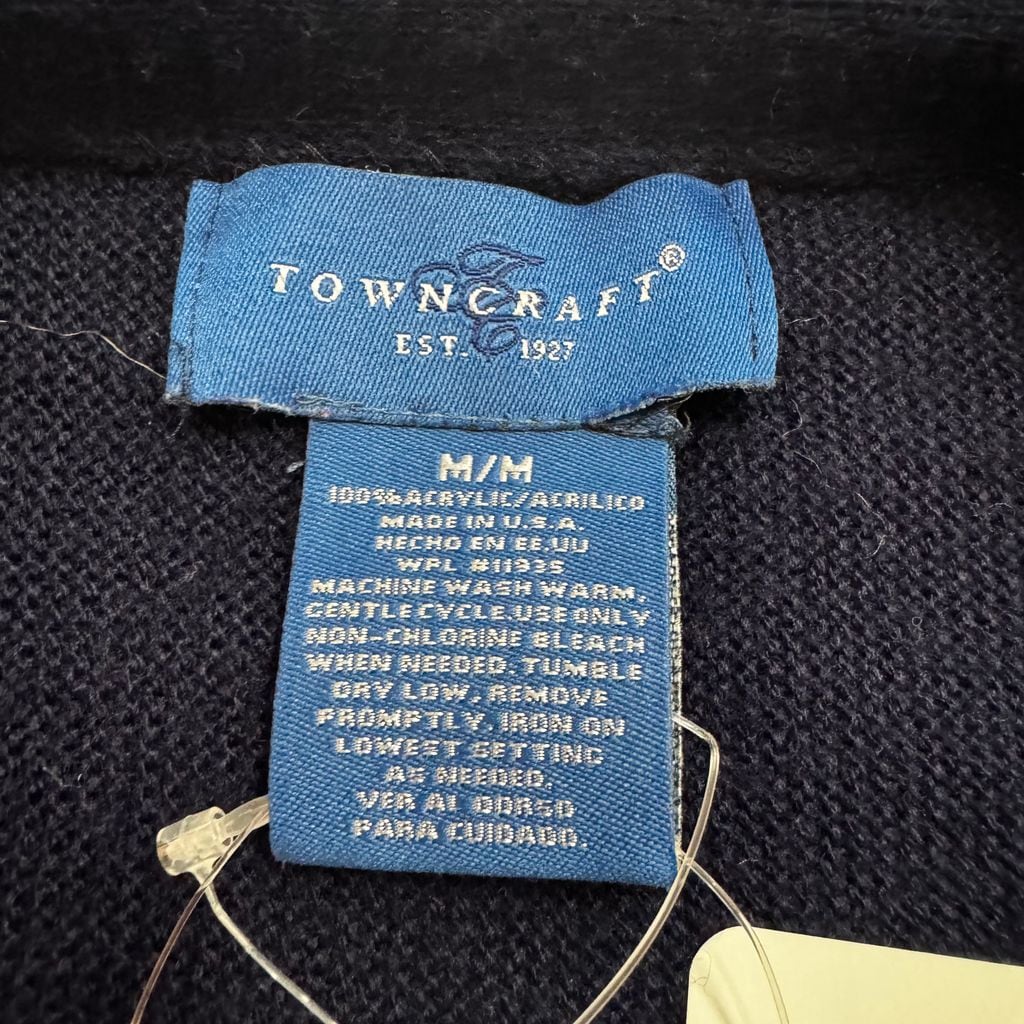 TOWNCRAFT®
EST. 1927
M/M
100% ACRYLIC/ACRILICO
MADE IN U.S.A.
HECHO EN EE.UU
WPL #11935
MACHINE WASH WARM,
GENTLE CYCLE. USE ONLY
NON-CHLORINE BLEACH
WHEN NEEDED. TUMBLE
DRY LOW, REMOVE
PROMPTLY. IRON ON
LOWEST SETTING
AS NEEDED.
VER AL DORSO
PARA CUIDADO.